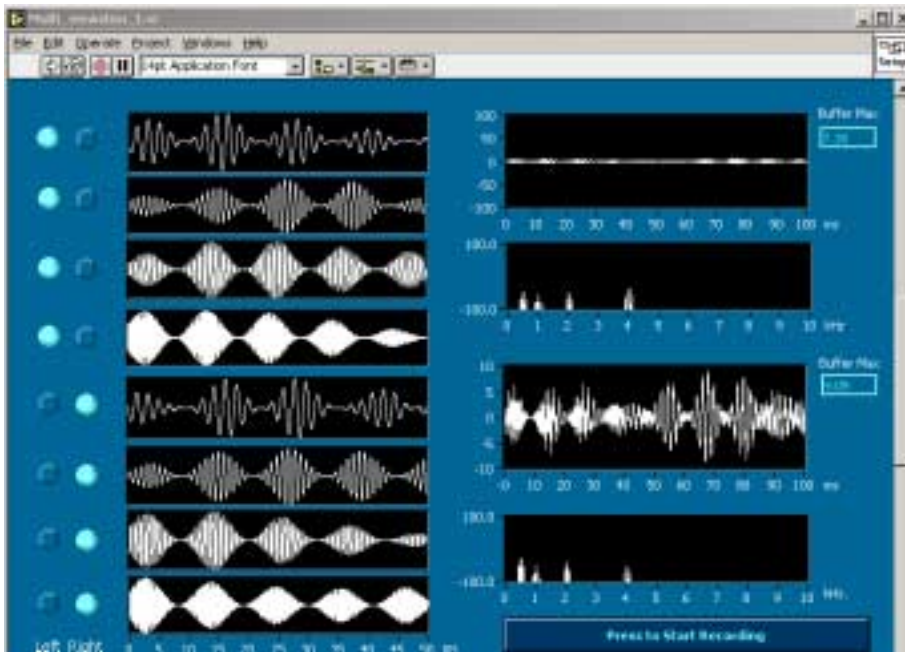 File Edit Operate Project Windows Help
14pt Application Font
100
50
0
-50
-100
0 10 20 30 40 50 60 70 80 90 100 ms
Buffer Max
100.0
-100.0
0 1 2 3 4 5 6 7 8 9 10 kHz
10
5
0
-5
-10
0 10 20 30 40 50 60 70 80 90 100 ms
Buffer Max
100.0
-100.0
0 1 2 3 4 5 6 7 8 9 10 kHz
Left Right
0 5 10 15 20 25 30 35 40 45 50 ms
Press to Start Recording